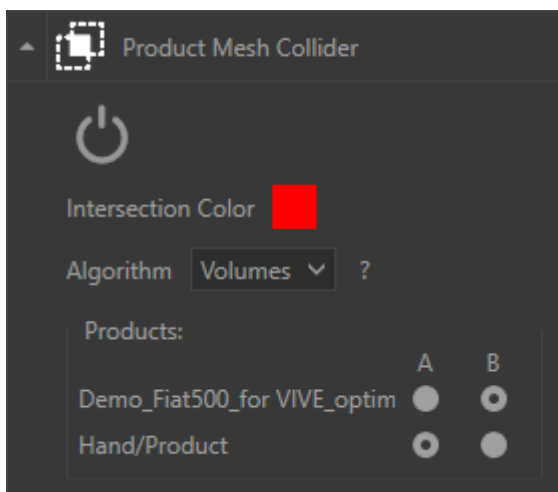 Product Mesh Collider
Intersection Color
Algorithm Volumes ?
Products:
A B
Demo_Fiat500_for VIVE_optim
Hand/Product